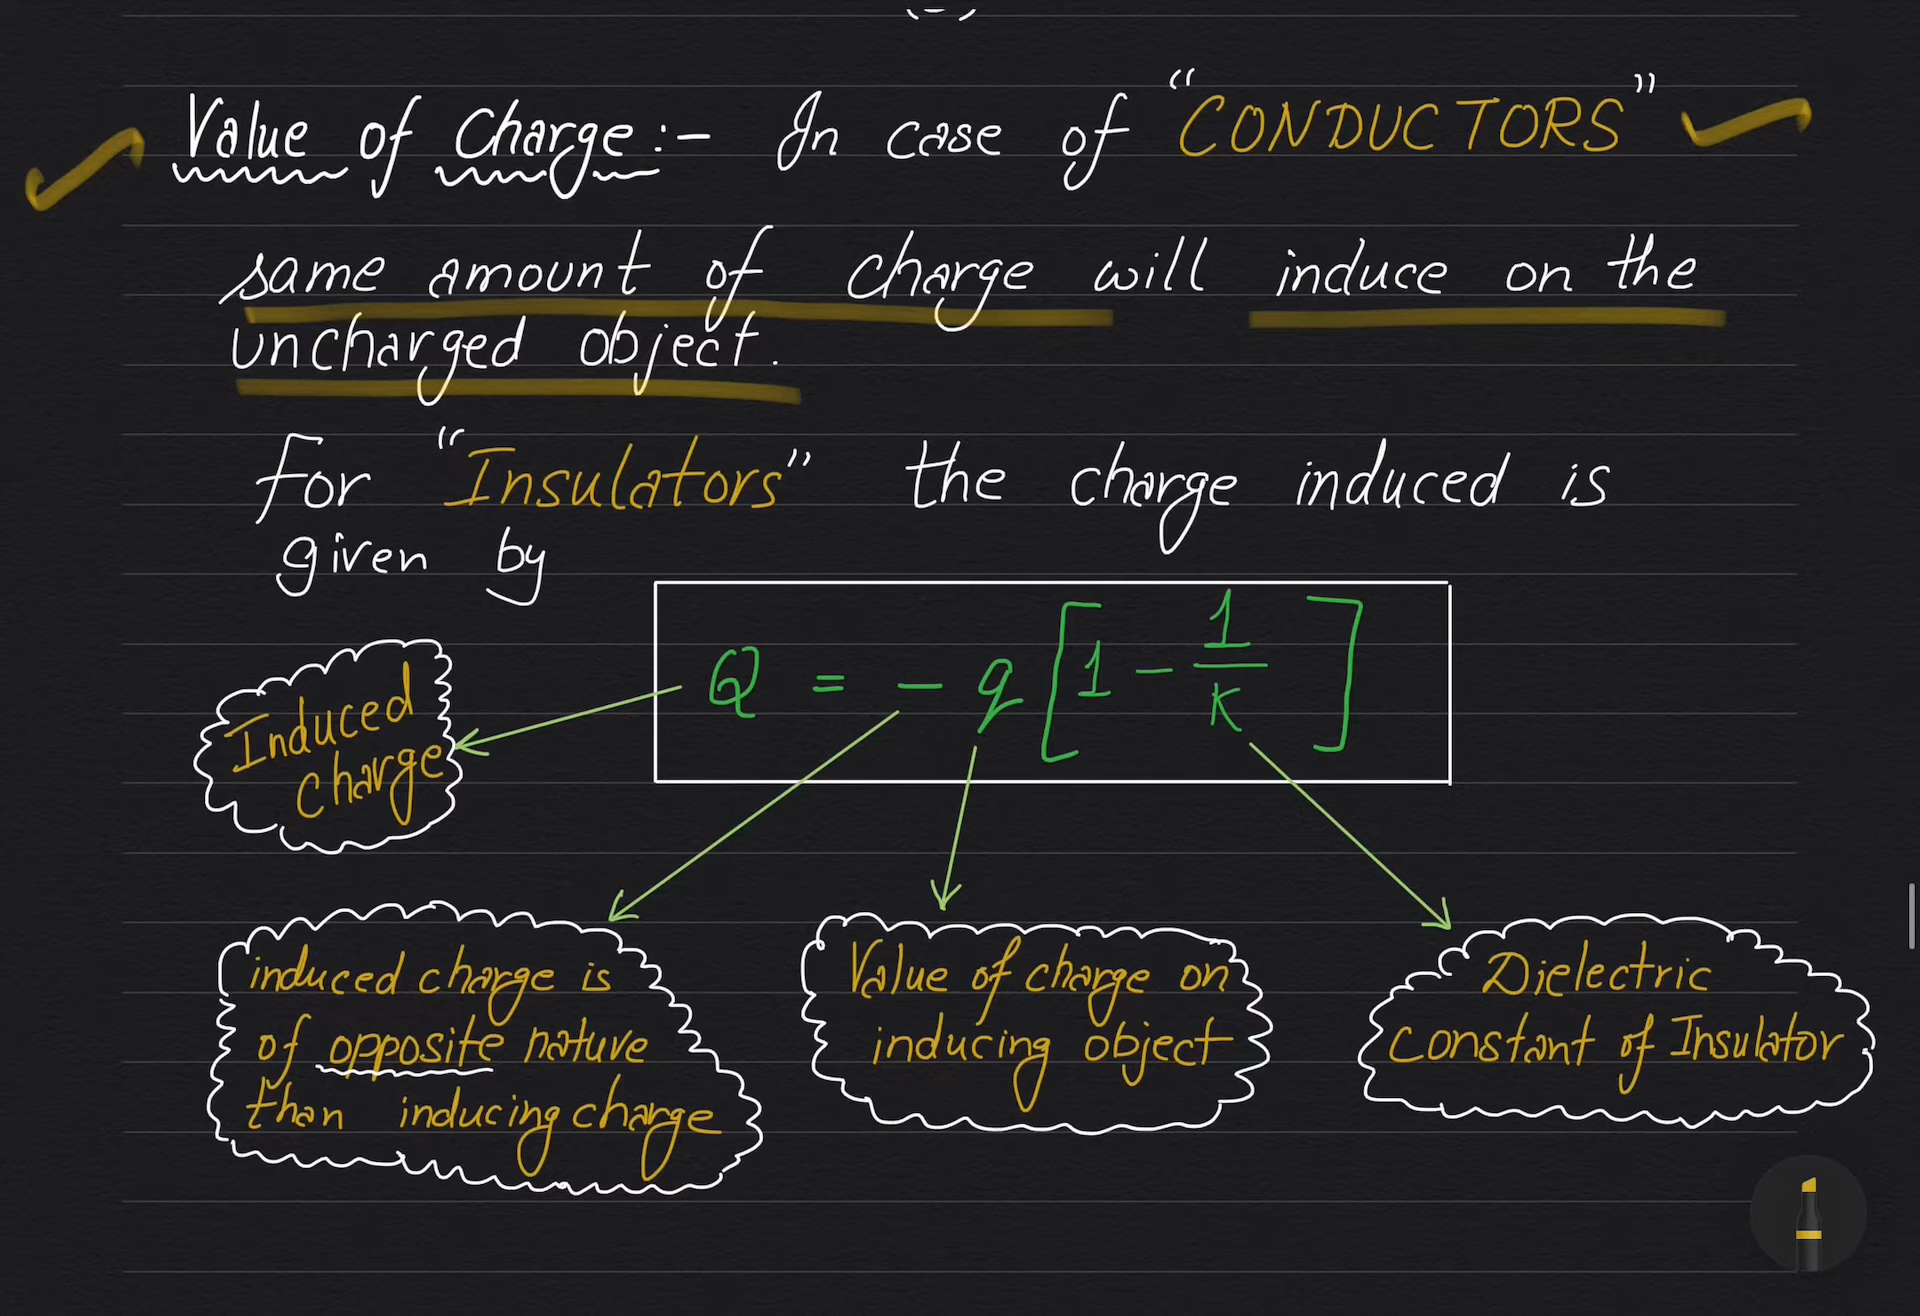 Value of Charge :- In case of "CONDUCTORS"
same amount of charge will induce on the
uncharged object.
for "Insulators" the charge induced is
given by
Q = - q [1 - 1/K]
Induced
charge
induced charge is
of opposite nature
than inducing charge
Value of charge on
inducing object
Dielectric
constant of Insulator